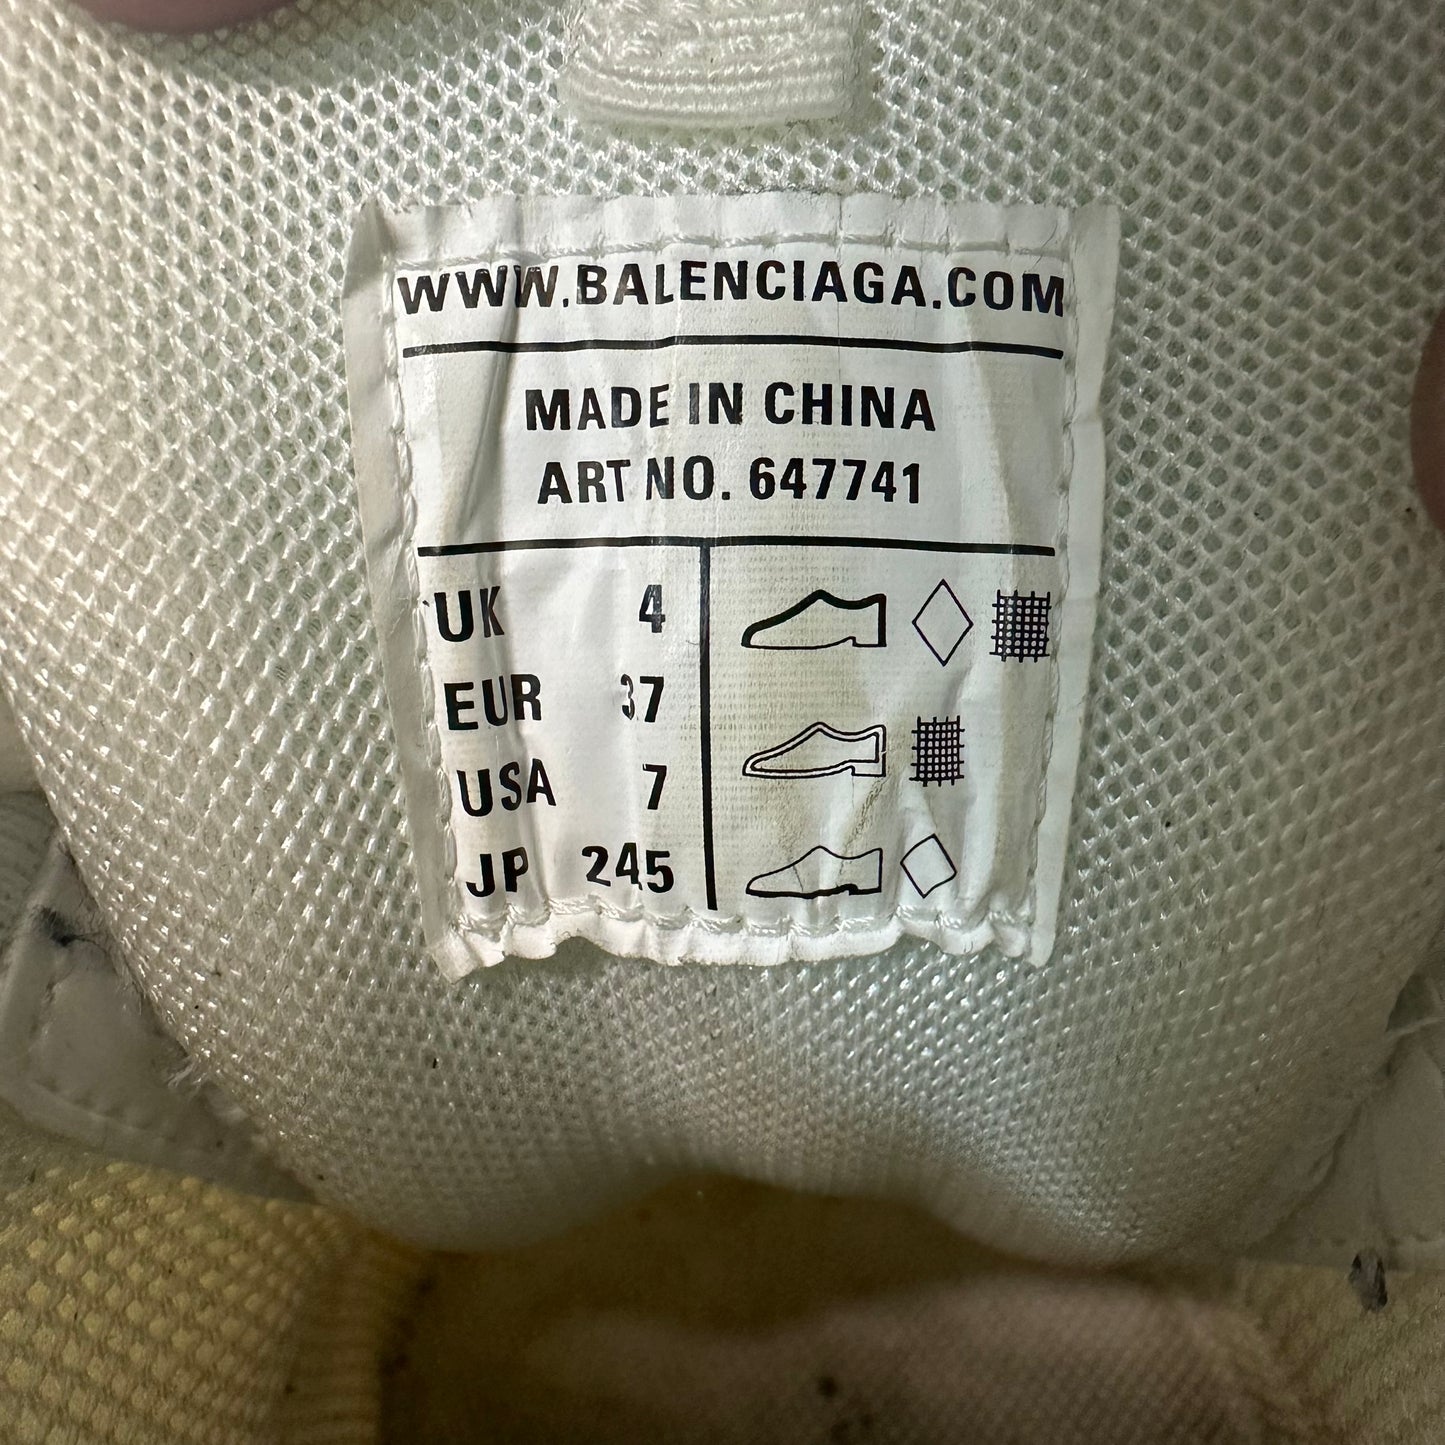 WWW.BALENCIAGA.COM
MADE IN CHINA
ART NO. 647741
UK 4
EUR 37
USA 7
JP 245